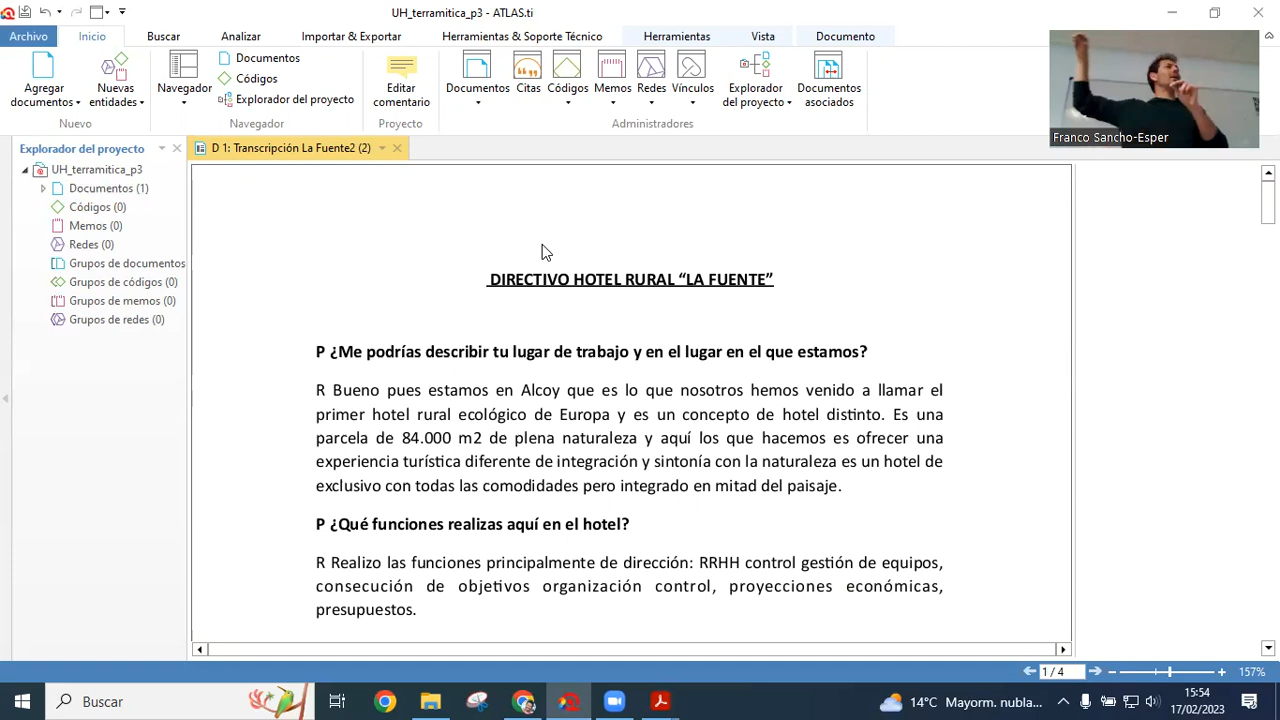 UH_terramitica_p3 - ATLAS.ti
Archivo
Inicio
Buscar
Analizar
Importar & Exportar
Herramientas & Soporte Técnico
Herramientas
Vista
Documento
Agregar documentos
Nuevas entidades
Navegador
Documentos
Códigos
Explorador del proyecto
Editar comentario
Documentos
Citas
Códigos
Memos
Redes
Vínculos
Explorador del proyecto
Documentos asociados
Nuevo
Navegador
Proyecto
Administradores
Franco Sancho-Esper
Explorador del proyecto
D 1: Transcripción La Fuente2 (2)
UH_terramitica_p3
Documentos (1)
Códigos (0)
Memos (0)
Redes (0)
Grupos de documentos
Grupos de códigos (0)
Grupos de memos (0)
Grupos de redes (0)
DIRECTIVO HOTEL RURAL “LA FUENTE”
P ¿Me podrías describir tu lugar de trabajo y en el lugar en el que estamos?
R Bueno pues estamos en Alcoy que es lo que nosotros hemos venido a llamar el
primer hotel rural ecológico de Europa y es un concepto de hotel distinto. Es una
parcela de 84.000 m2 de plena naturaleza y aquí los que hacemos es ofrecer una
experiencia turística diferente de integración y sintonía con la naturaleza es un hotel de
exclusivo con todas las comodidades pero integrado en mitad del paisaje.
P ¿Qué funciones realizas aquí en el hotel?
R Realizo las funciones principalmente de dirección: RRHH control gestión de equipos,
consecución de objetivos organización control, proyecciones económicas,
presupuestos.
1 / 4
157%
Buscar
14°C Mayorm. nubla...
15:54
17/02/2023